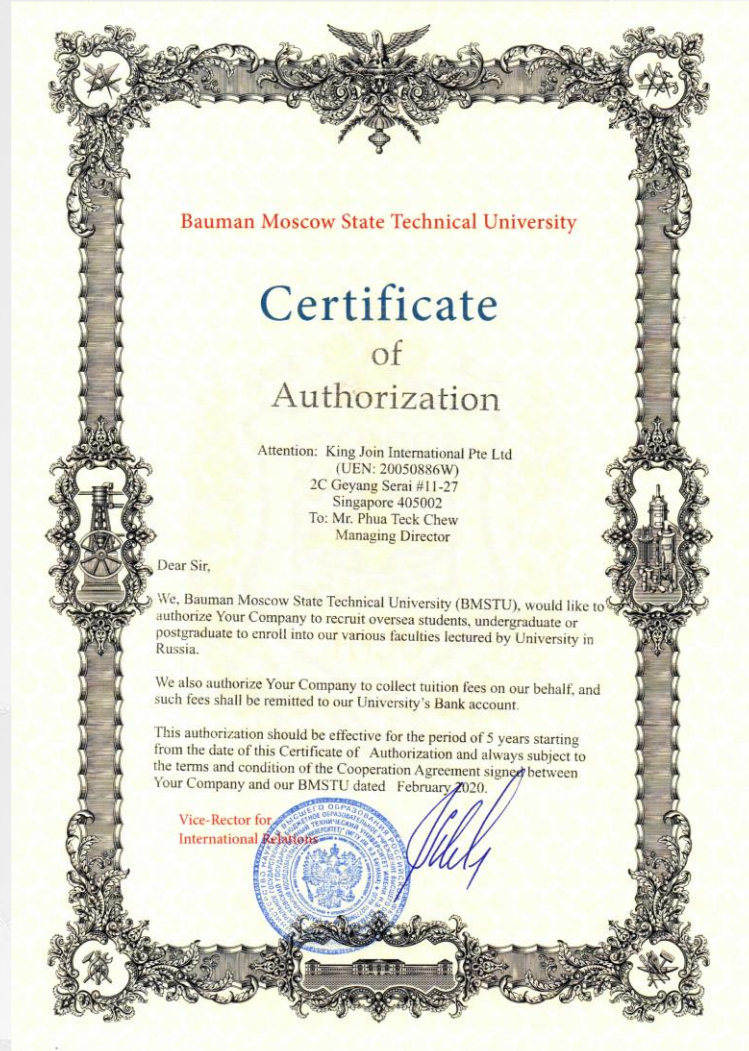 Bauman Moscow State Technical University
Certificate
of
Authorization
Attention: King Join International Pte Ltd
(UEN: 20050886W)
2C Geyang Serai #11-27
Singapore 405002
To: Mr. Phua Teck Chew
Managing Director
Dear Sir,
We, Bauman Moscow State Technical University (BMSTU), would like to
authorize Your Company to recruit oversea students, undergraduate or
postgraduate to enroll into our various faculties lectured by University in
Russia.
We also authorize Your Company to collect tuition fees on our behalf, and
such fees shall be remitted to our University's Bank account.
This authorization should be effective for the period of 5 years starting
from the date of this Certificate of Authorization and always subject to
the terms and condition of the Cooperation Agreement signed between
Your Company and our BMSTU dated February 2020.
Vice-Rector for
International Relations